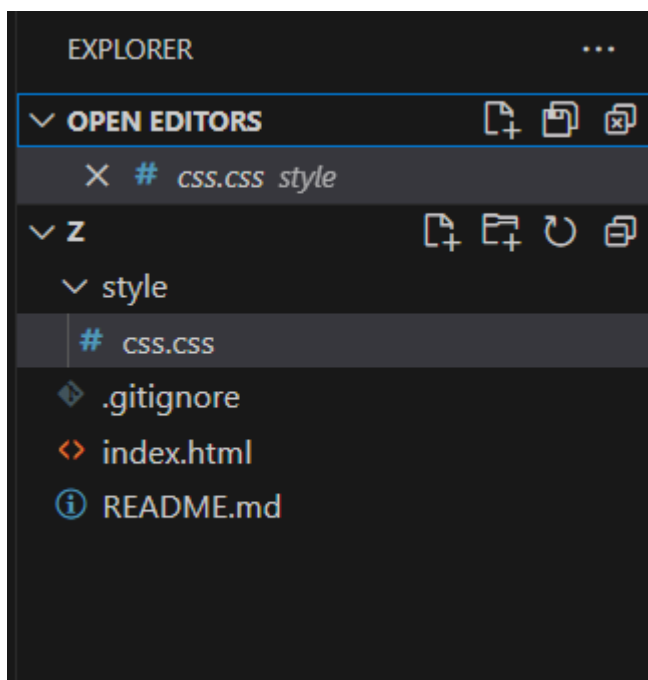 EXPLORER
OPEN EDITORS
# css.css style
Z
style
# css.css
.gitignore
index.html
README.md